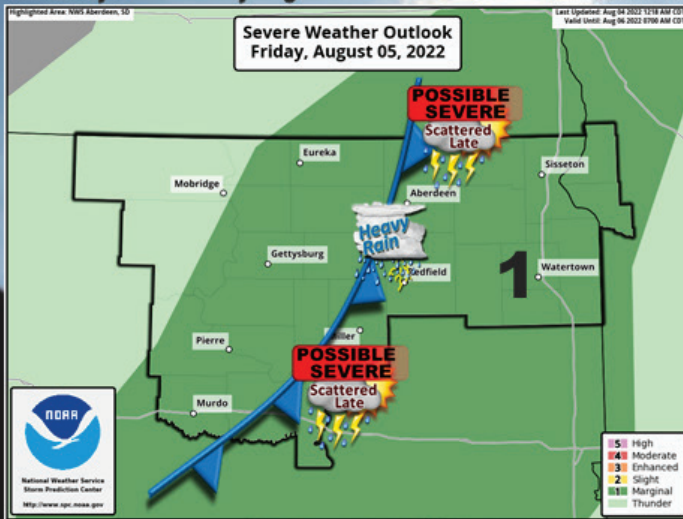 Highlighted Area: NWS Aberdeen, SD
Last Updated: Aug 04 2022 1218 AM CDT
Valid Until: Aug 06 2022 0700 AM CDT
Severe Weather Outlook
Friday, August 05, 2022
POSSIBLE
SEVERE
Scattered
Late
Eureka
Sisseton
Mobridge
Aberdeen
Heavy
Rain
Gettysburg
Redfield
1
Watertown
Pierre
POSSIBLE
SEVERE
Scattered
Late
Murdo
NOAA
National Weather Service
Storm Prediction Center
http://www.spc.noaa.gov
5 High
4 Moderate
3 Enhanced
2 Slight
1 Marginal
Thunder